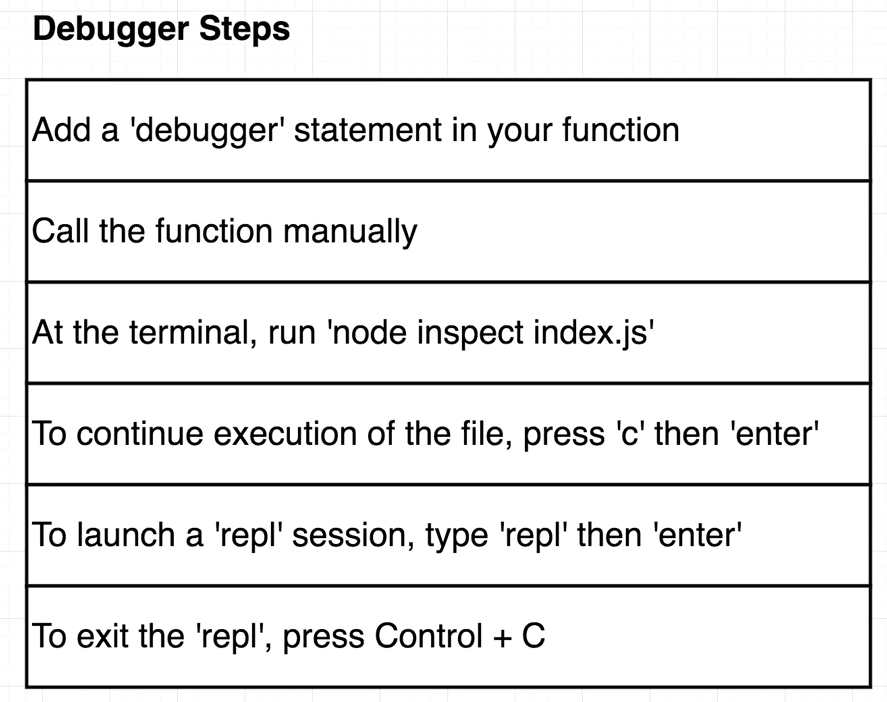 Debugger Steps
Add a 'debugger' statement in your function
Call the function manually
At the terminal, run 'node inspect index.js'
To continue execution of the file, press 'c' then 'enter'
To launch a 'repl' session, type 'repl' then 'enter'
To exit the 'repl', press Control + C